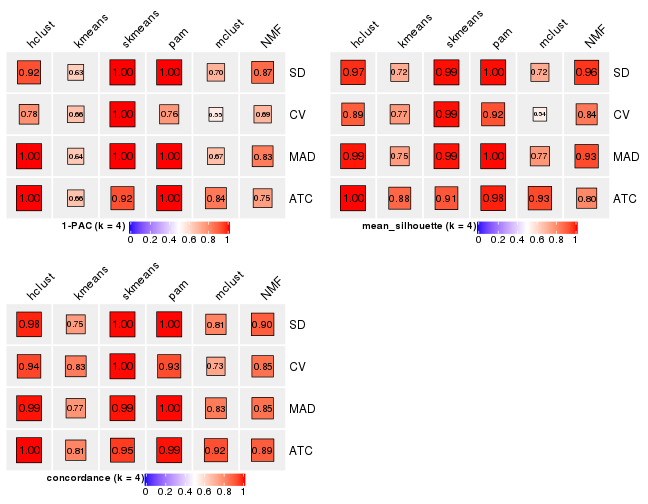 hclust kmeans skmeans pam mclust NMF
0.92 0.63 1.00 1.00 0.70 0.87 SD
0.78 0.66 1.00 0.76 0.55 0.69 CV
1.00 0.64 1.00 1.00 0.67 0.83 MAD
1.00 0.66 0.92 1.00 0.84 0.75 ATC
1-PAC (k = 4)
0 0.2 0.4 0.6 0.8 1
hclust kmeans skmeans pam mclust NMF
0.97 0.72 0.99 1.00 0.72 0.96 SD
0.89 0.77 0.99 0.92 0.54 0.84 CV
0.99 0.75 0.99 1.00 0.77 0.93 MAD
1.00 0.88 0.91 0.98 0.93 0.80 ATC
mean_silhouette (k = 4)
0 0.2 0.4 0.6 0.8 1
hclust kmeans skmeans pam mclust NMF
0.98 0.75 1.00 1.00 0.81 0.90 SD
0.94 0.83 1.00 0.93 0.73 0.85 CV
0.99 0.77 0.99 1.00 0.83 0.85 MAD
1.00 0.81 0.95 0.99 0.92 0.89 ATC
concordance (k = 4)
0 0.2 0.4 0.6 0.8 1